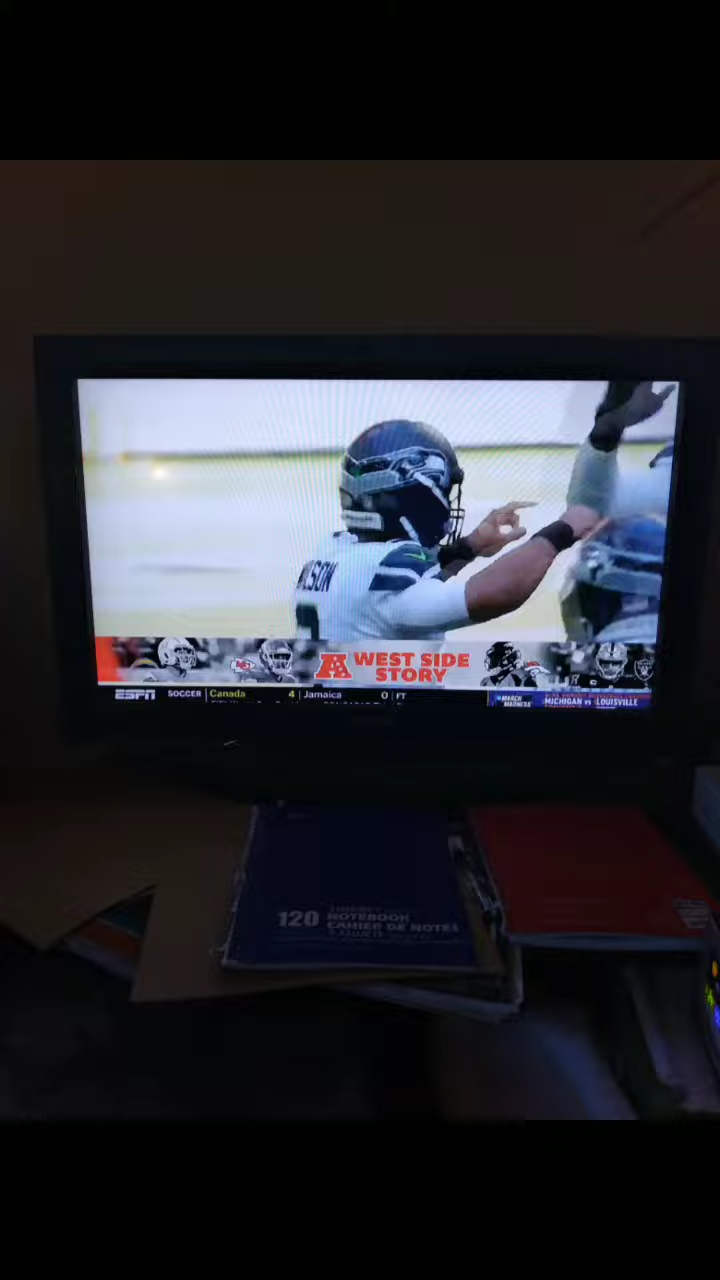 WILSON
WEST SIDE
STORY
ESPN SOCCER Canada 4 Jamaica 0 FT
MARCH
MADNESS
MICHIGAN vs LOUISVILLE
120
NOTEBOOK
CAHIER DE NOTES